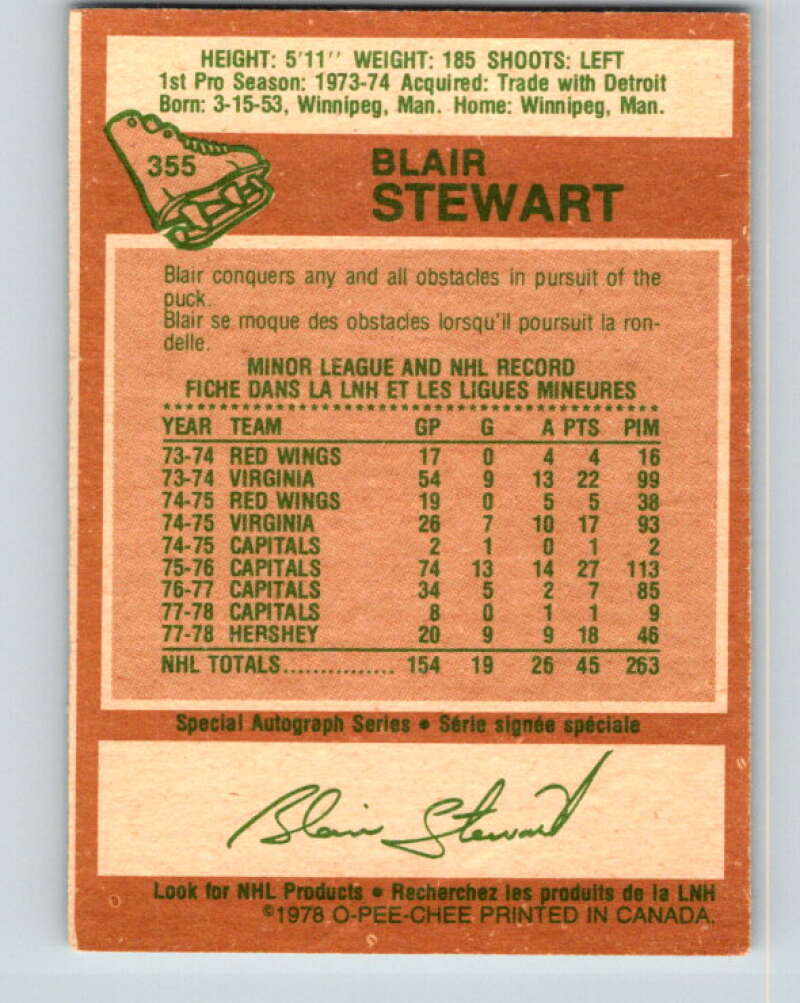 HEIGHT: 5'11" WEIGHT: 185 SHOOTS: LEFT
1st Pro Season: 1973-74 Acquired: Trade with Detroit
Born: 3-15-53, Winnipeg, Man. Home: Winnipeg, Man.
355
BLAIR
STEWART
Blair conquers any and all obstacles in pursuit of the
puck.
Blair se moque des obstacles lorsqu'il poursuit la ron-
delle.
MINOR LEAGUE AND NHL RECORD
FICHE DANS LA LNH ET LES LIGUES MINEURES
YEAR TEAM GP G A PTS PIM
73-74 RED WINGS 17 0 4 4 16
73-74 VIRGINIA 54 9 13 22 99
74-75 RED WINGS 19 0 5 5 38
74-75 VIRGINIA 26 7 10 17 93
74-75 CAPITALS 2 1 0 1 2
75-76 CAPITALS 74 13 14 27 113
76-77 CAPITALS 34 5 2 7 85
77-78 CAPITALS 8 0 1 1 9
77-78 HERSHEY 20 9 9 18 46
NHL TOTALS............... 154 19 26 45 263
Special Autograph Series • Série signée spéciale
Blair Stewart
Look for NHL Products • Recherchez les produits de la LNH
©1978 O-PEE-CHEE PRINTED IN CANADA.